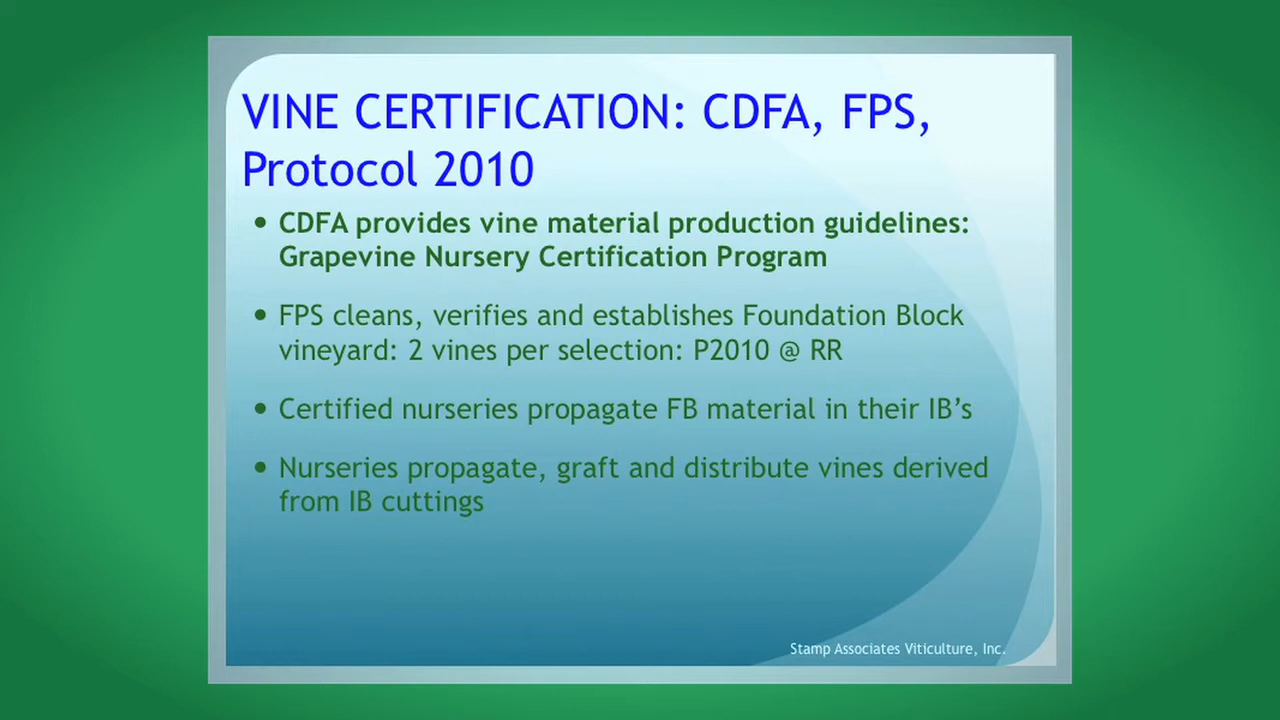 VINE CERTIFICATION: CDFA, FPS,
Protocol 2010
• CDFA provides vine material production guidelines:
Grapevine Nursery Certification Program
• FPS cleans, verifies and establishes Foundation Block
vineyard: 2 vines per selection: P2010 @ RR
• Certified nurseries propagate FB material in their IB’s
• Nurseries propagate, graft and distribute vines derived
from IB cuttings
Stamp Associates Viticulture, Inc.